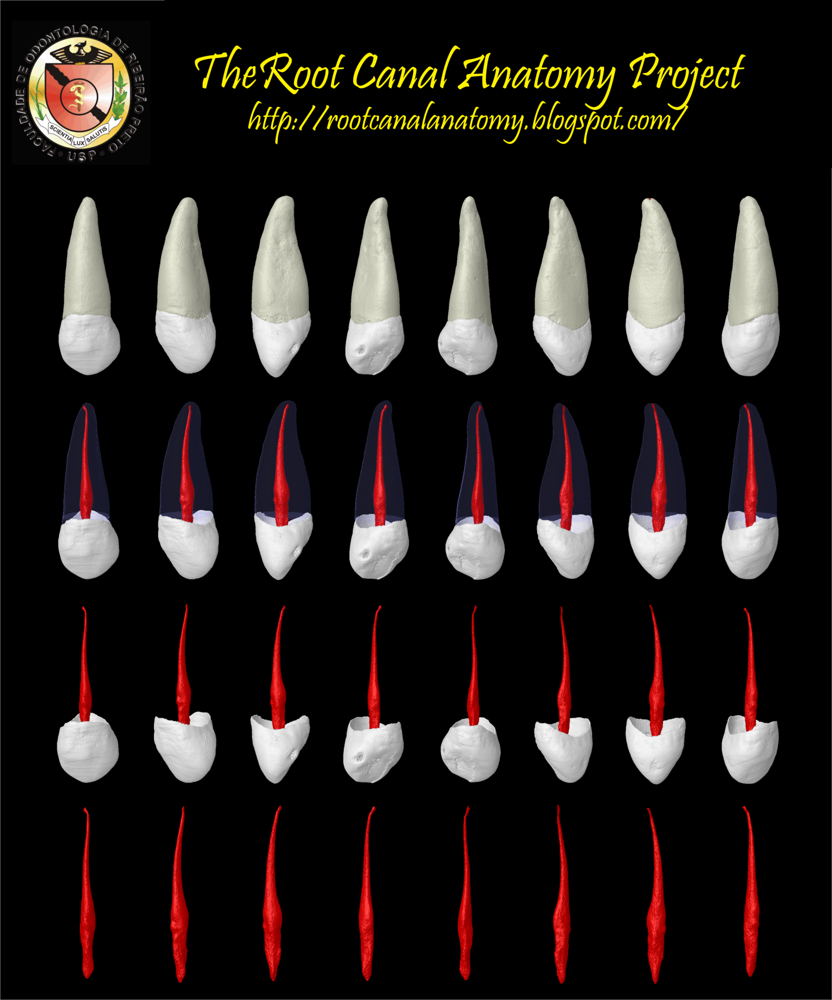 FACULDADE DE ODONTOLOGIA DE RIBEIRÃO PRETO
• USP •
SCIENTIA LUX SALUTIS
The Root Canal Anatomy Project
http://rootcanalanatomy.blogspot.com/